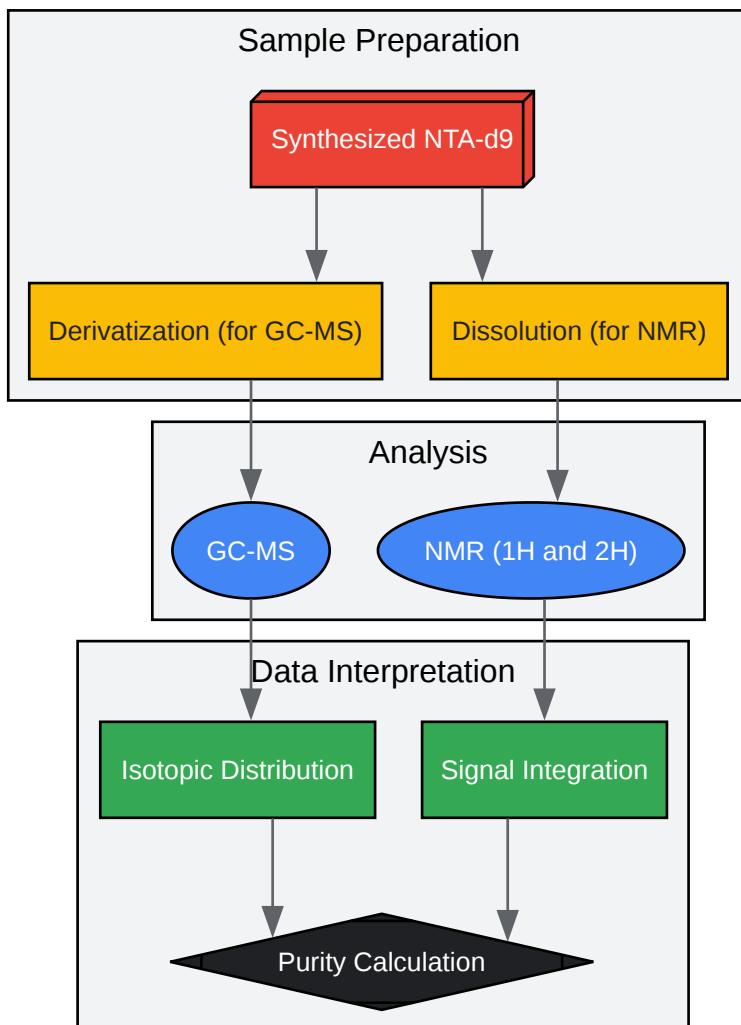 Sample Preparation
Synthesized NTA-d9
Derivatization (for GC-MS)
Dissolution (for NMR)
Analysis
GC-MS
NMR (1H and 2H)
Data Interpretation
Isotopic Distribution
Signal Integration
Purity Calculation